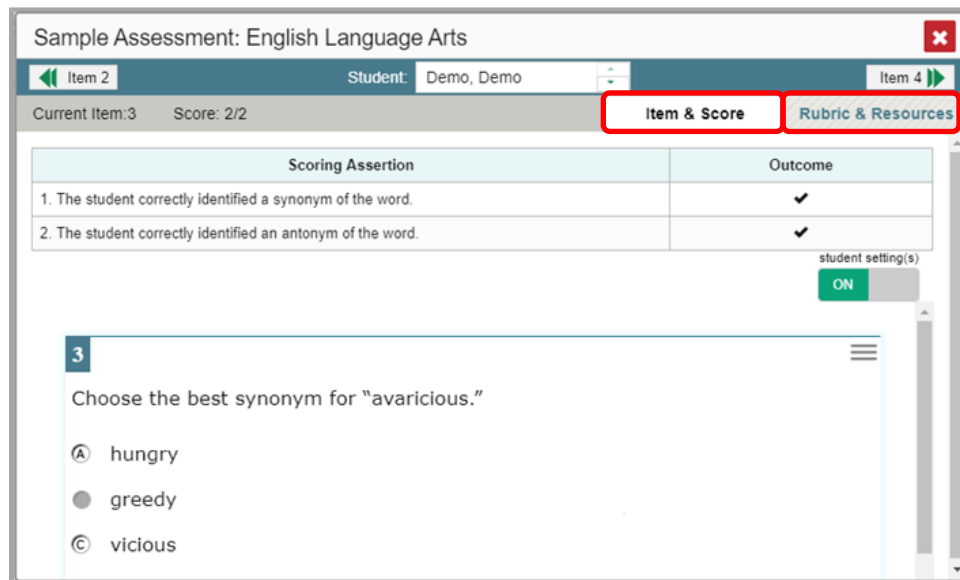 Sample Assessment: English Language Arts
Item 2 Student: Demo, Demo Item 4
Current Item:3 Score: 2/2 Item & Score Rubric & Resources
Scoring Assertion Outcome
1. The student correctly identified a synonym of the word.
2. The student correctly identified an antonym of the word.
student setting(s)
ON
3
Choose the best synonym for “avaricious.”
A hungry
greedy
C vicious